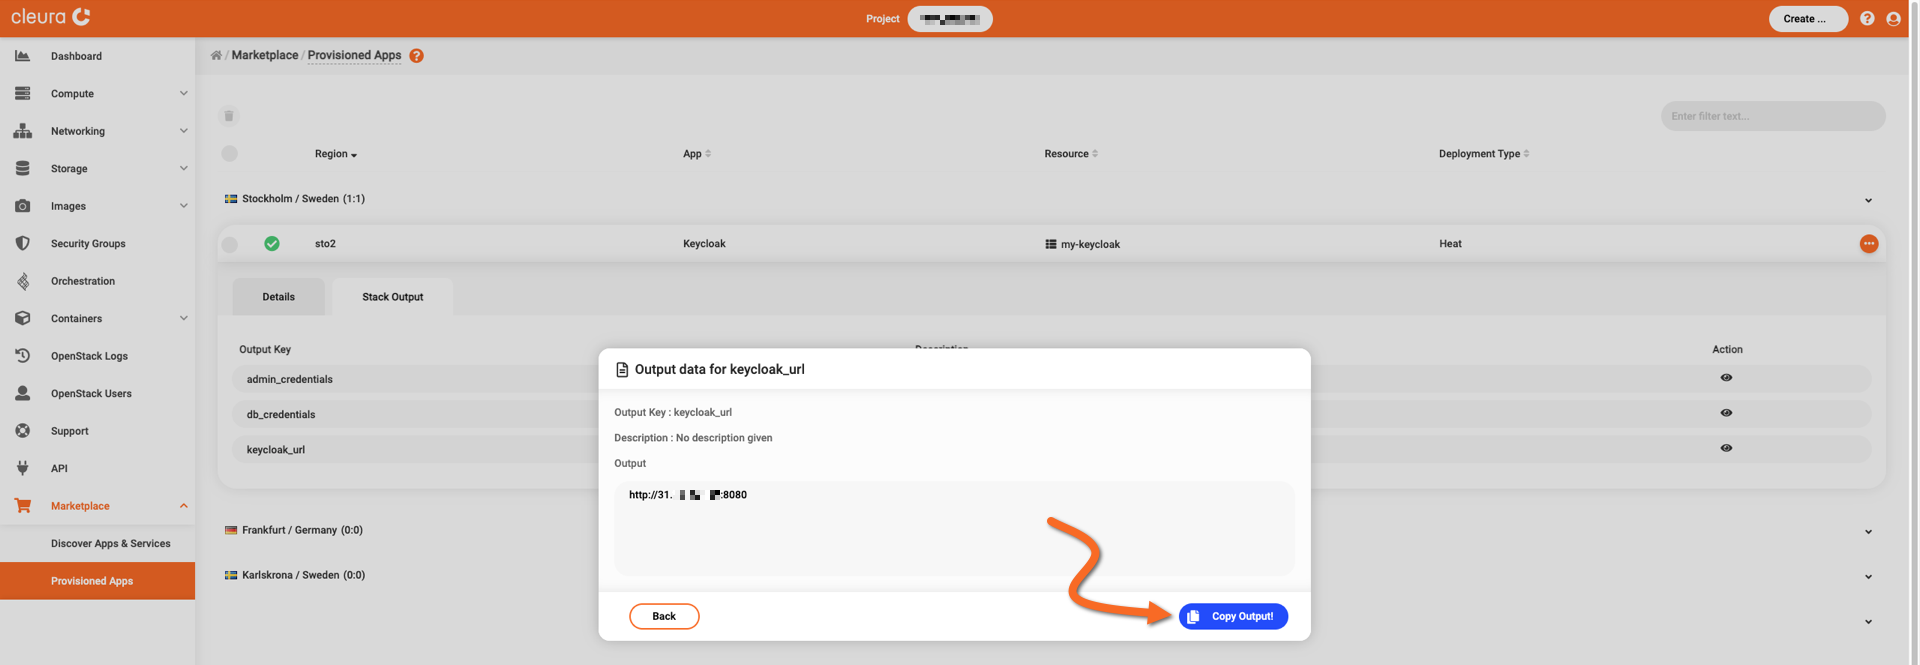 cleura
Project
Create ...
Dashboard
Compute
Networking
Storage
Images
Security Groups
Orchestration
Containers
OpenStack Logs
OpenStack Users
Support
API
Marketplace
Discover Apps & Services
Provisioned Apps
/ Marketplace / Provisioned Apps ?
Enter filter text...
Region App Resource Deployment Type
Stockholm / Sweden (1:1)
sto2 Keycloak my-keycloak Heat
Details Stack Output
Output Key Description Action
admin_credentials
db_credentials
keycloak_url
Output data for keycloak_url
Output Key : keycloak_url
Description : No description given
Output
http://31. :8080
Back Copy Output!
Frankfurt / Germany (0:0)
Karlskrona / Sweden (0:0)